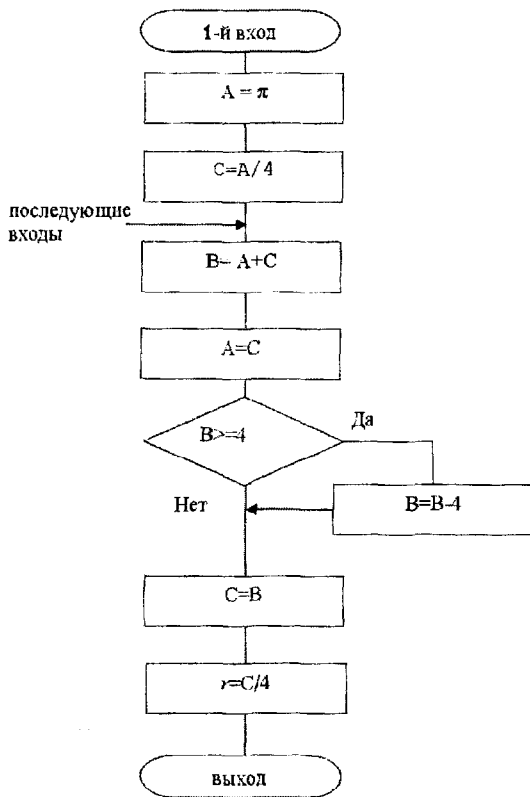 1-й вход
A = π
C=A/4
последующие
входы
B= A+C
A=C
B>=4
Да
Нет
B=B-4
C=B
r=C/4
выход